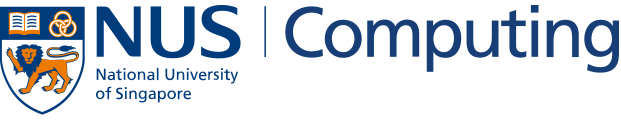 NUS | Computing
National University
of Singapore